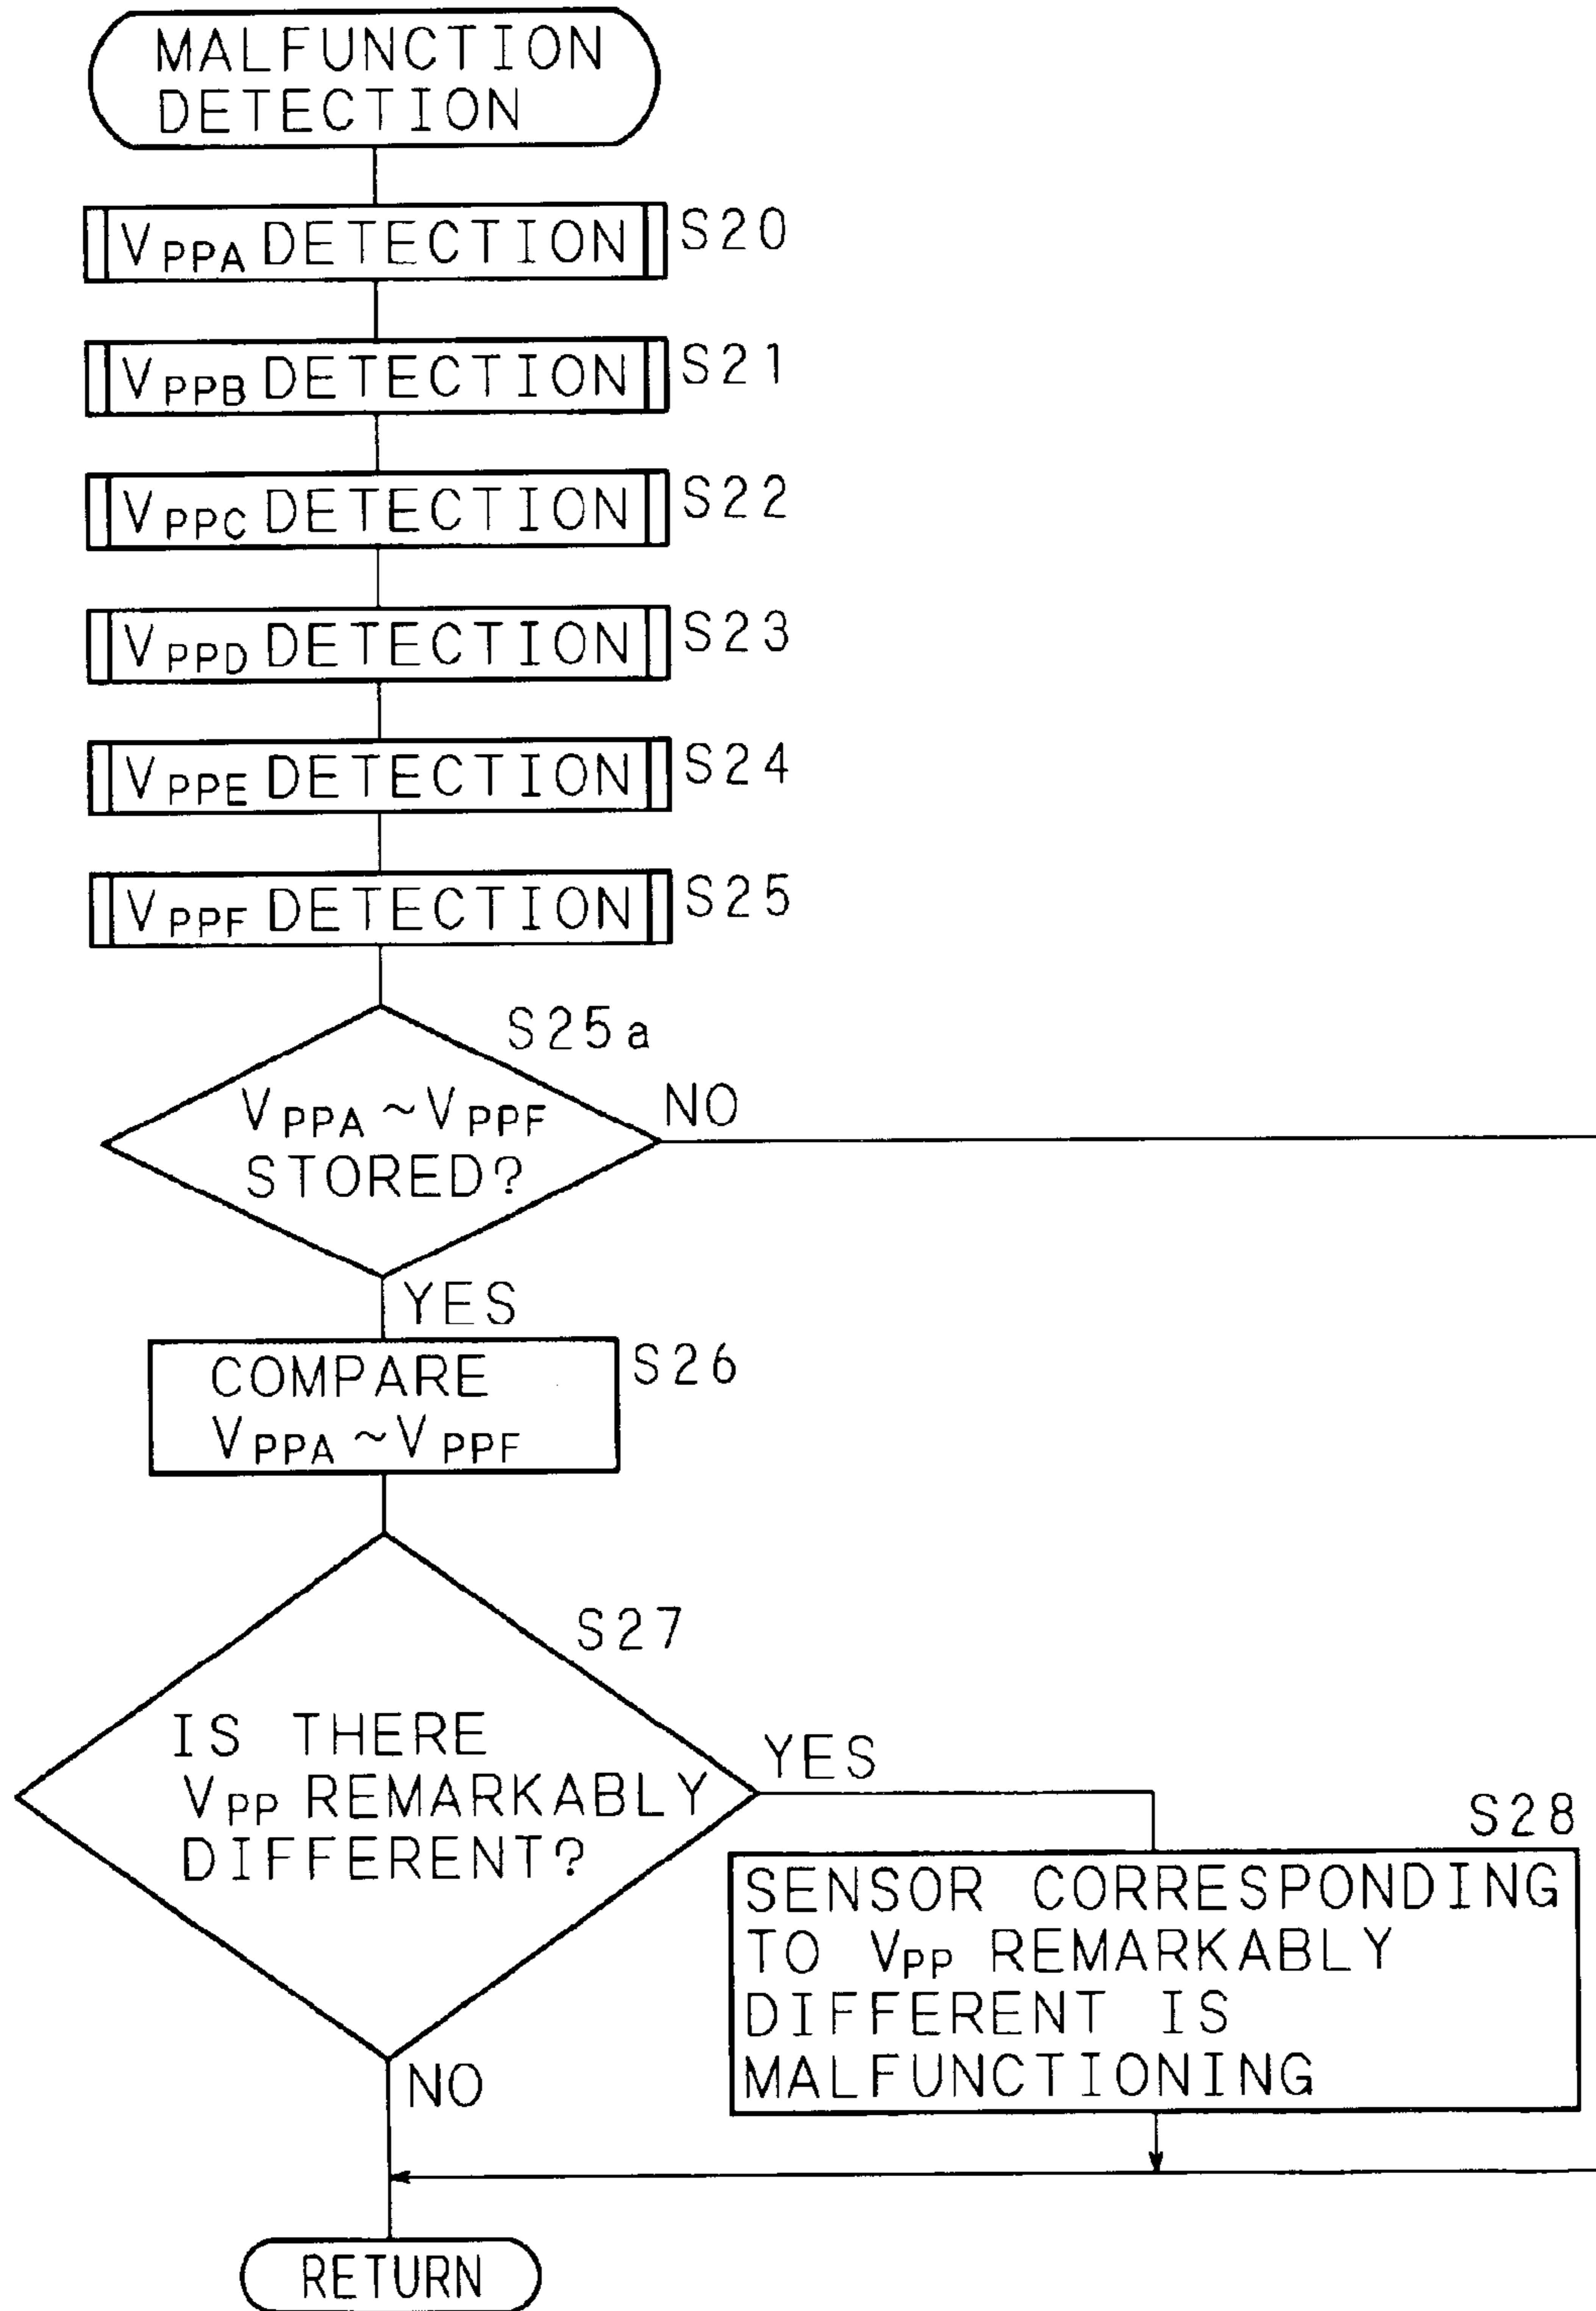 MALFUNCTION
DETECTION
VPPA DETECTION S20
VPPB DETECTION S21
VPPC DETECTION S22
VPPD DETECTION S23
VPPE DETECTION S24
VPPF DETECTION S25
S25a
VPPA ~ VPPF
STORED?
NO
YES
COMPARE
VPPA ~ VPPF
S26
S27
IS THERE
VPP REMARKABLY
DIFFERENT?
YES
NO
S28
SENSOR CORRESPONDING
TO VPP REMARKABLY
DIFFERENT IS
MALFUNCTIONING
RETURN